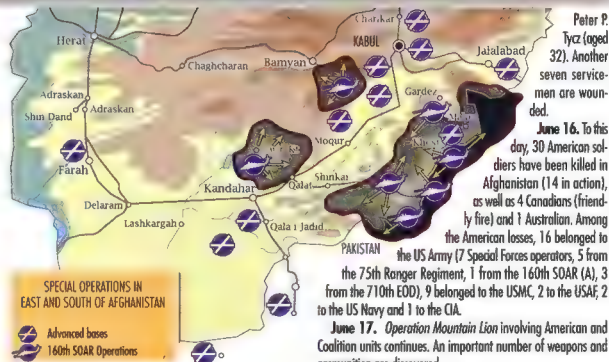 Peter P.
Tycz (aged
32). Another
seven service-
men are woun-
ded.
June 16. To this
day, 30 American sol-
diers have been killed in
Afghanistan (14 in action),
as well as 4 Canadians (friend-
ly fire) and 1 Australian. Among
the American losses, 16 belonged to
the US Army (7 Special Forces operators, 5 from
the 75th Ranger Regiment, 1 from the 160th SOAR (A), 3
from the 710th EOD), 9 belonged to the USMC, 2 to the USAF, 2
to the US Navy and 1 to the CIA.
June 17. Operation Mountain Lion involving American and
Coalition units continues. An important number of weapons and
Herat
Charikar
KABUL
Jalalabad
Chaghcharan
Bamyan
Adraskan
Adraskan
Shin Dand
Gardez
Farah
Moqur
Shinkai
Kandahar
Qalat
Delaram
Lashkargah
Qala i Jadid
PAKISTAN
SPECIAL OPERATIONS IN
EAST AND SOUTH OF AFGHANISTAN
Advanced bases
160th SOAR Operations